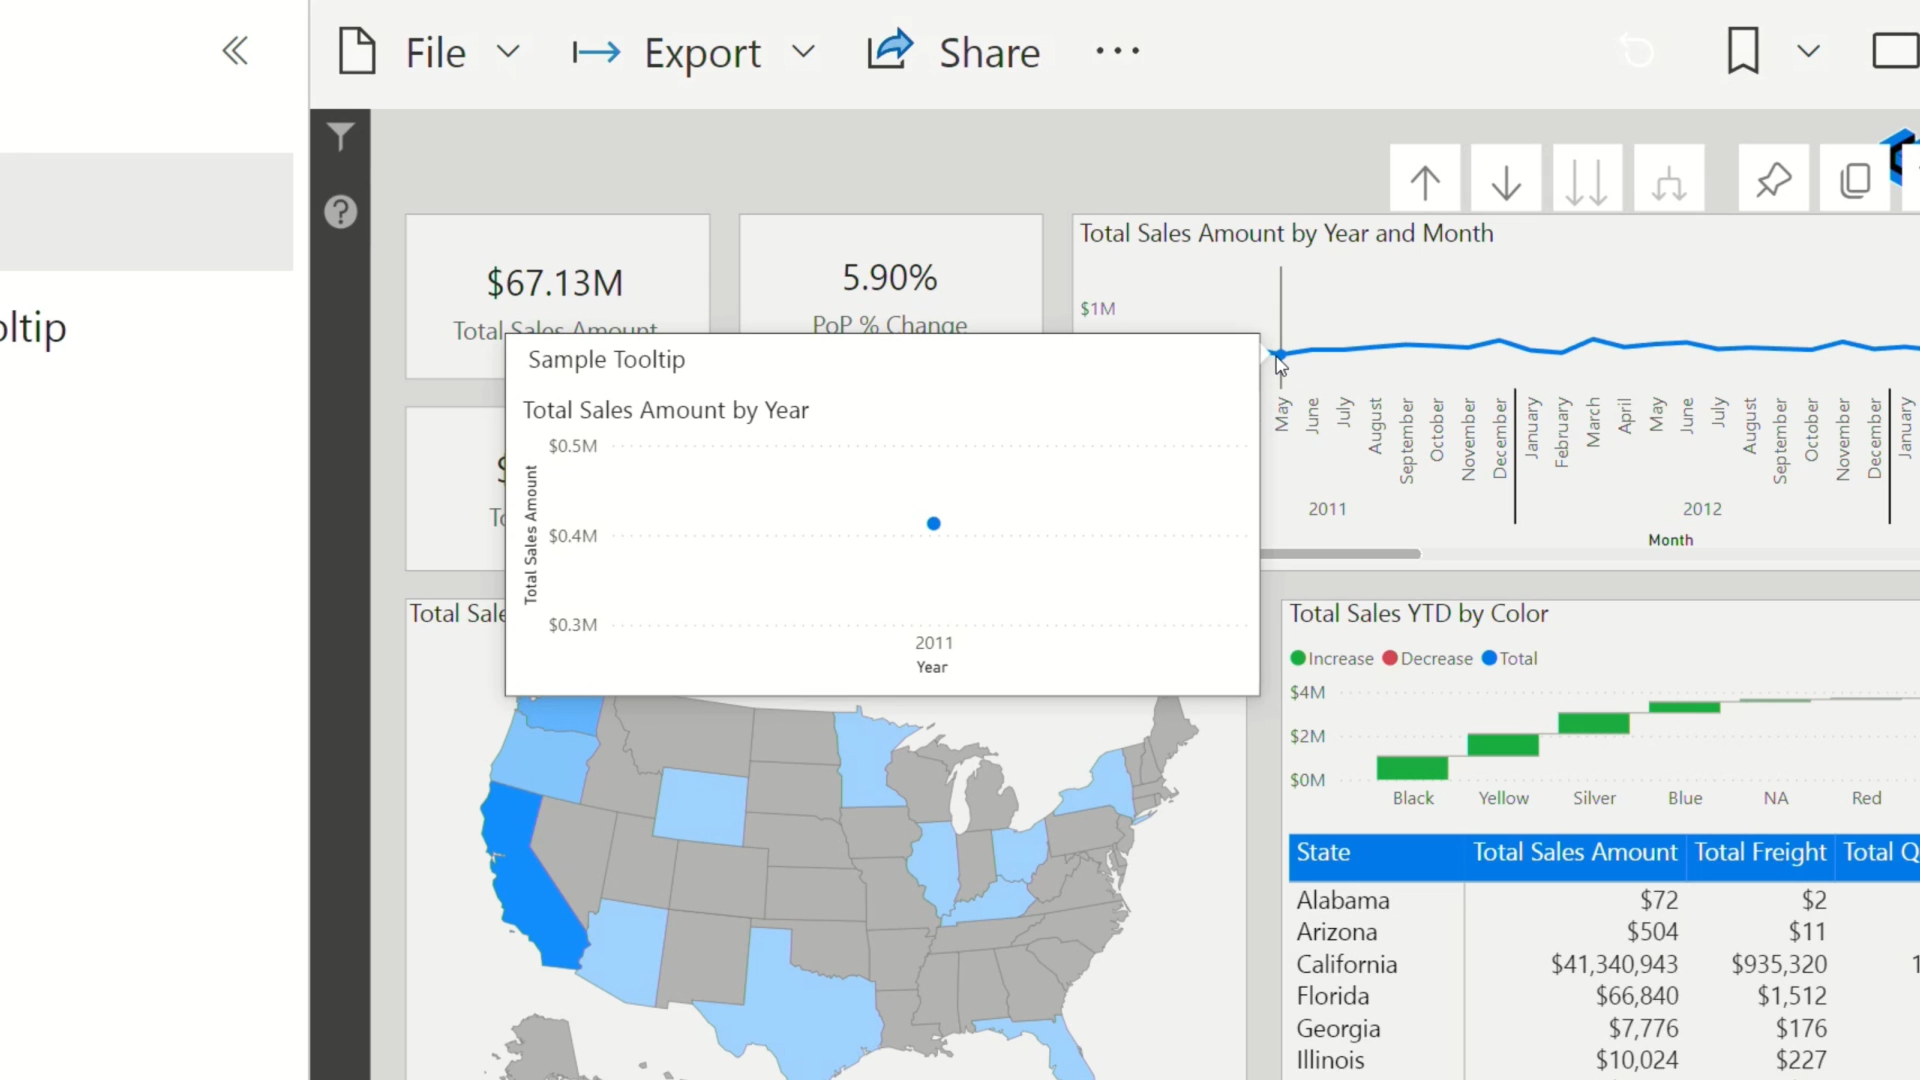 File
Export
Share
oltip
$67.13M
Total Sales Amount
5.90%
PoP % Change
Total Sales Amount by Year and Month
$1M
May
June
July
August
September
October
November
December
January
February
March
April
May
June
July
August
September
October
November
December
January
2011
2012
Month
Sample Tooltip
Total Sales Amount by Year
Total Sales Amount
$0.5M
$0.4M
$0.3M
2011
Year
Total Sale
Total Sales YTD by Color
Increase Decrease Total
$4M
$2M
$0M
Black Yellow Silver Blue NA Red
State Total Sales Amount Total Freight Total Q
Alabama $72 $2
Arizona $504 $11
California $41,340,943 $935,320 1
Florida $66,840 $1,512
Georgia $7,776 $176
Illinois $10,024 $227